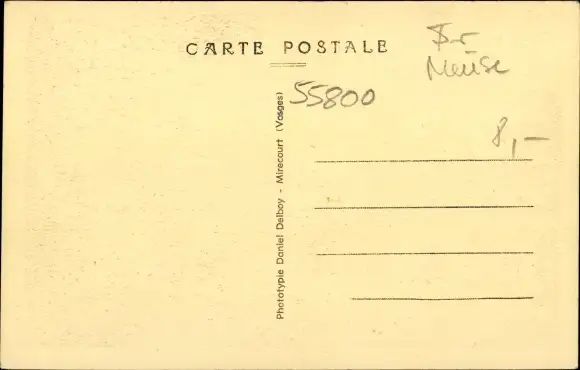 CARTE POSTALE
Meuse
55800
8,-
Phototypie Daniel Delboy - Mirecourt (Vosges)